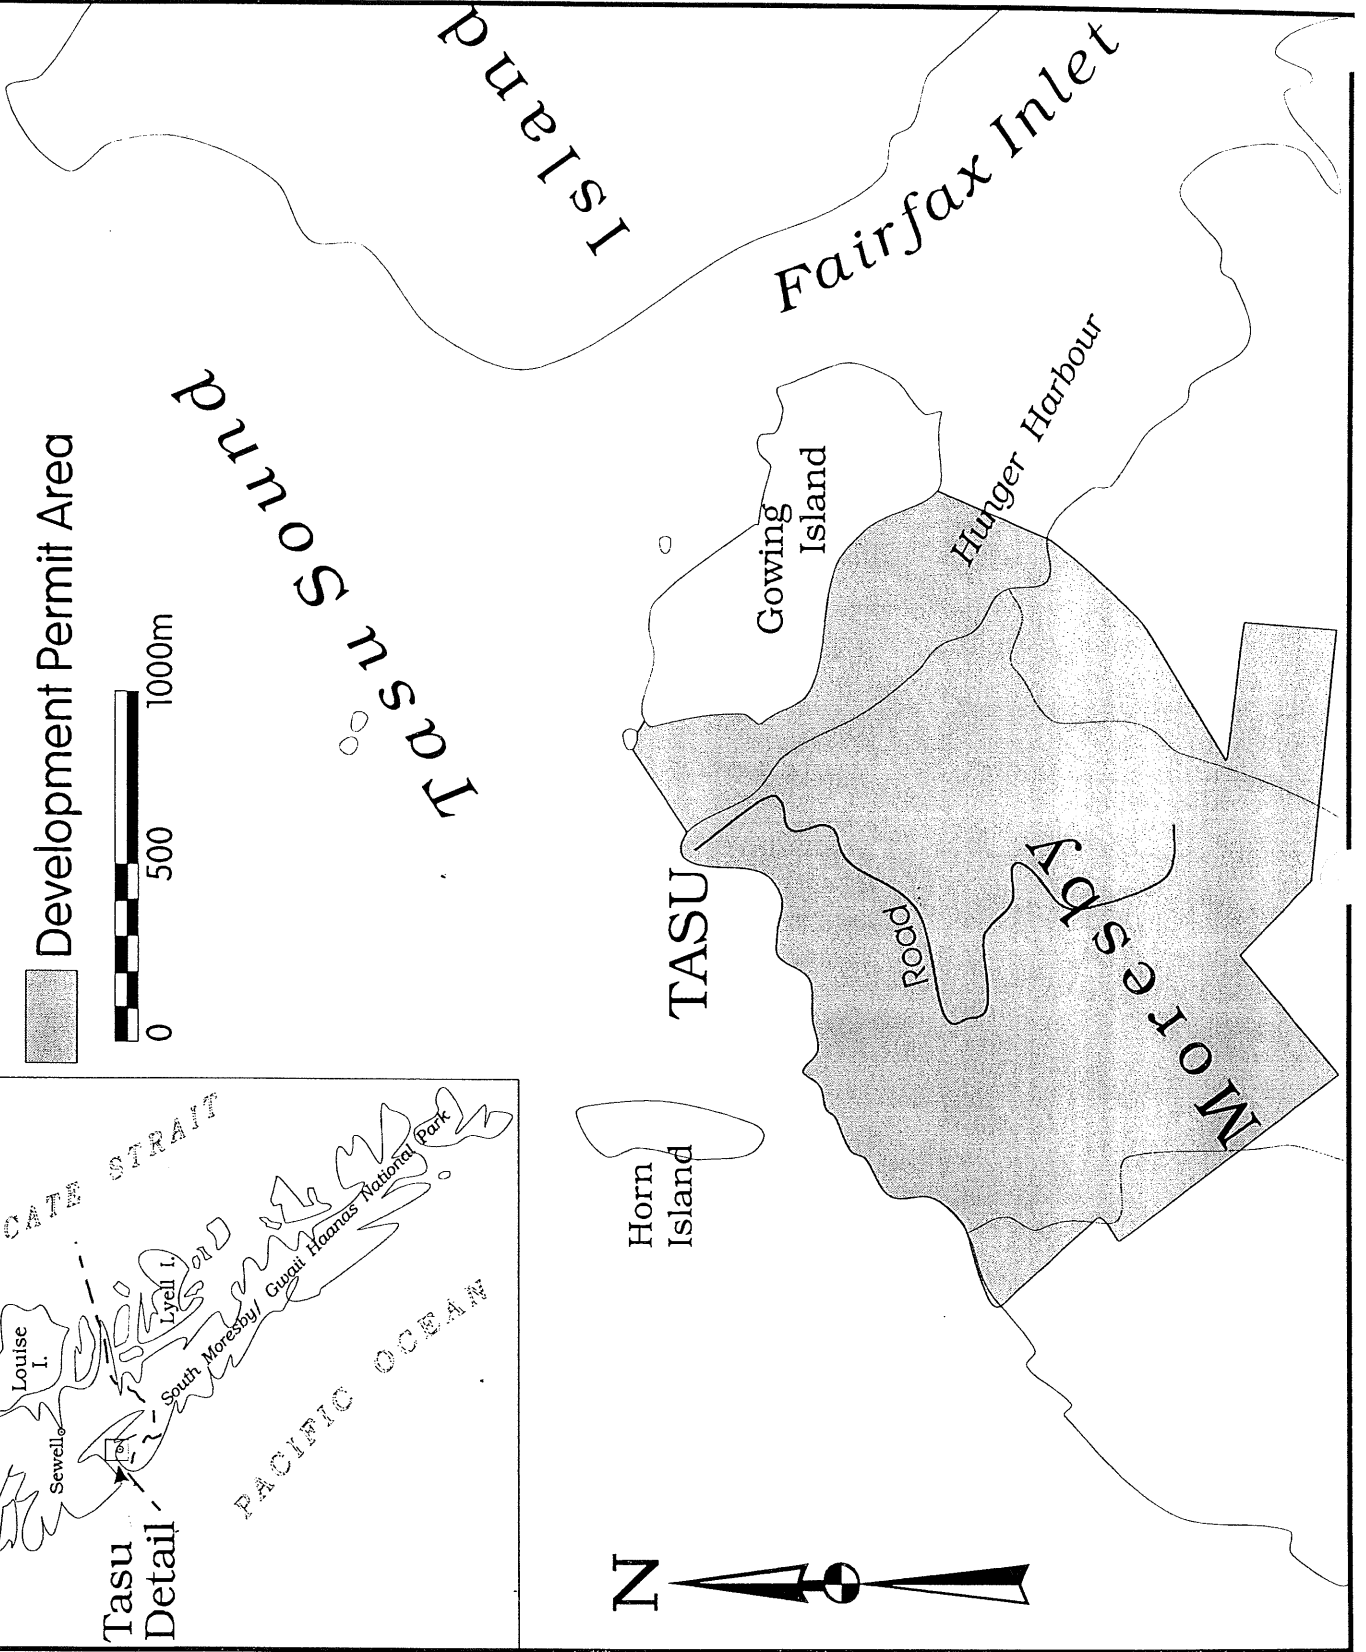 Development Permit Area
0
500
1000m
CATE STRAIT
Louise
I.
Lyell I.
Sewell
South Moresby/ Gwaii Haanas National Park
PACIFIC OCEAN
Tasu
Detail
Tasu Sound
Island
Fairfax Inlet
Gowing
Island
Hunger Harbour
TASU
Road
Horn
Island
Moresby
N